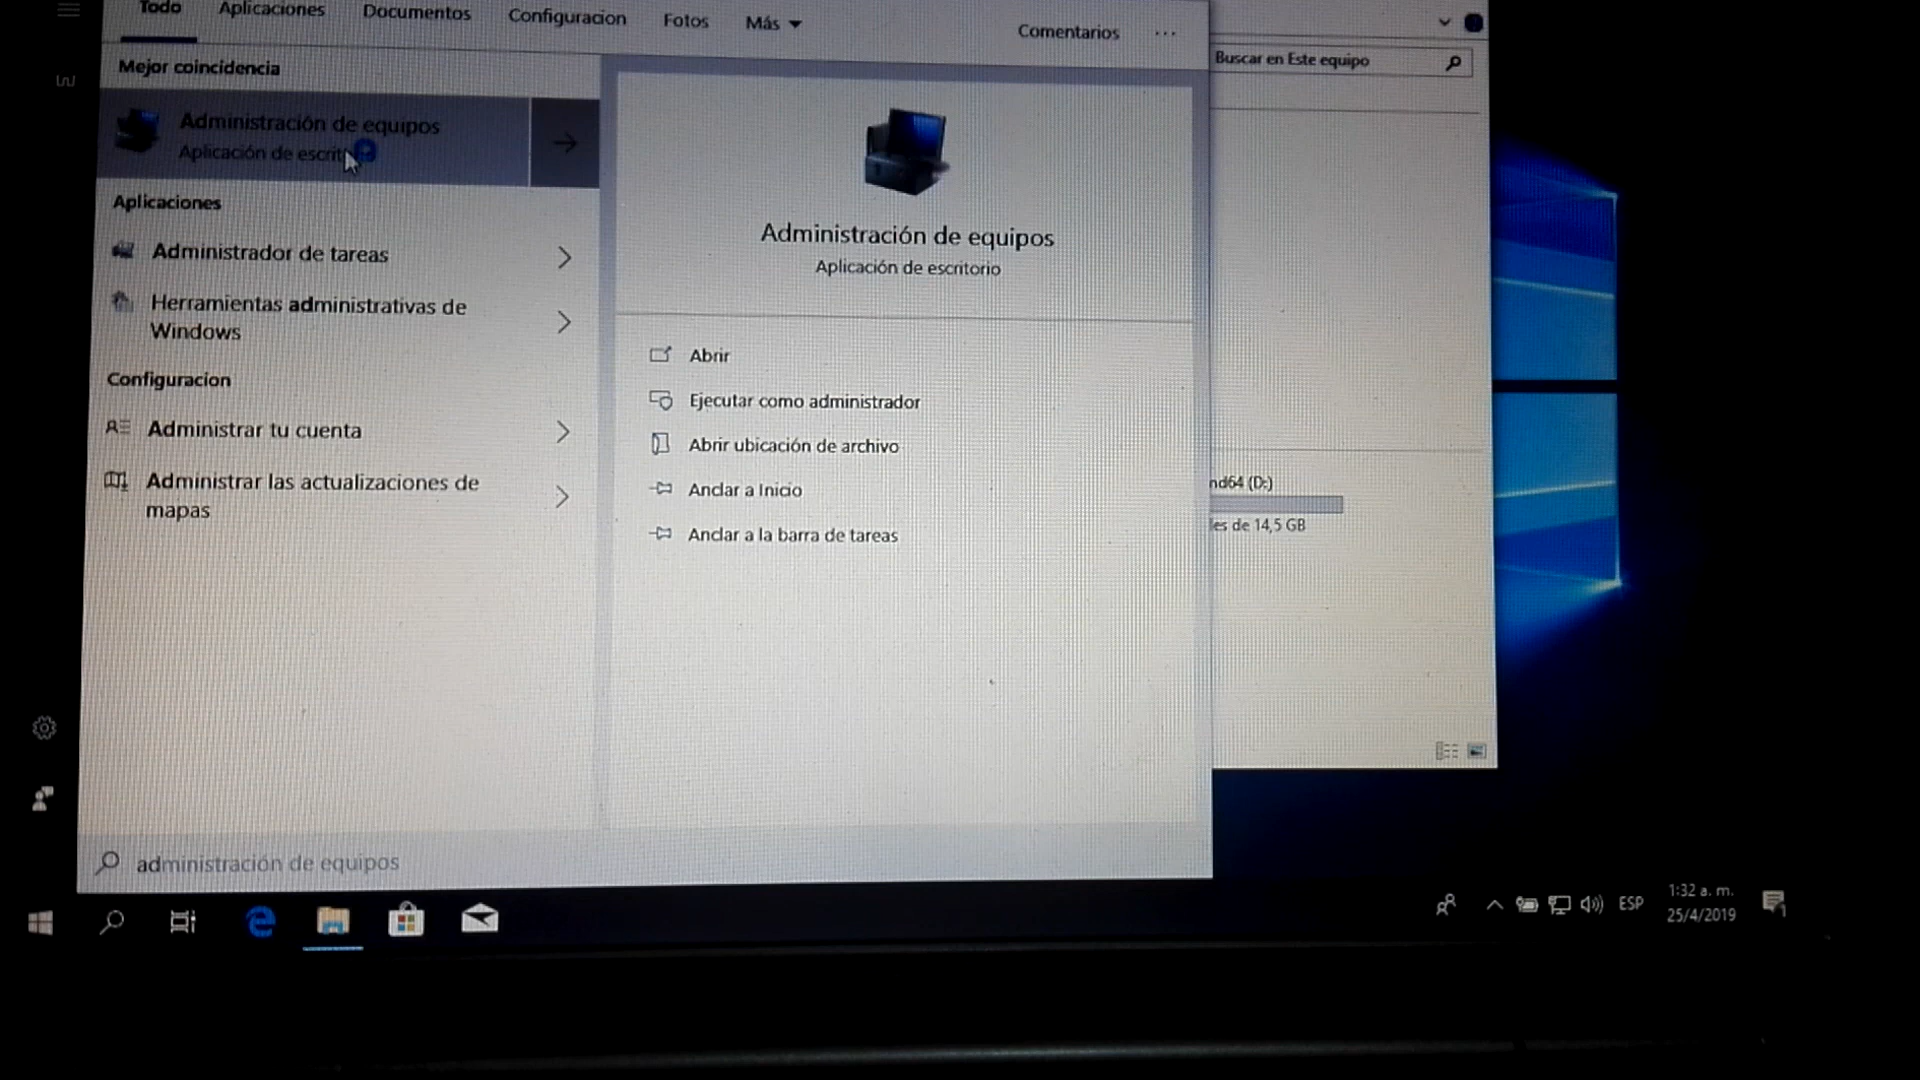 Todo Aplicaciones Documentos Configuracion Fotos Más Comentarios ...
Buscar en Este equipo
Mejor coincidencia
Administración de equipos
Aplicación de escrit
Aplicaciones
Administrador de tareas
Herramientas administrativas de
Windows
Configuracion
Administrar tu cuenta
Administrar las actualizaciones de
mapas
Administración de equipos
Aplicación de escritorio
Abrir
Ejecutar como administrador
Abrir ubicación de archivo
Anclar a Inicio
Anclar a la barra de tareas
nd64 (D:)
les de 14,5 GB
administración de equipos
ESP
1:32 a. m.
25/4/2019